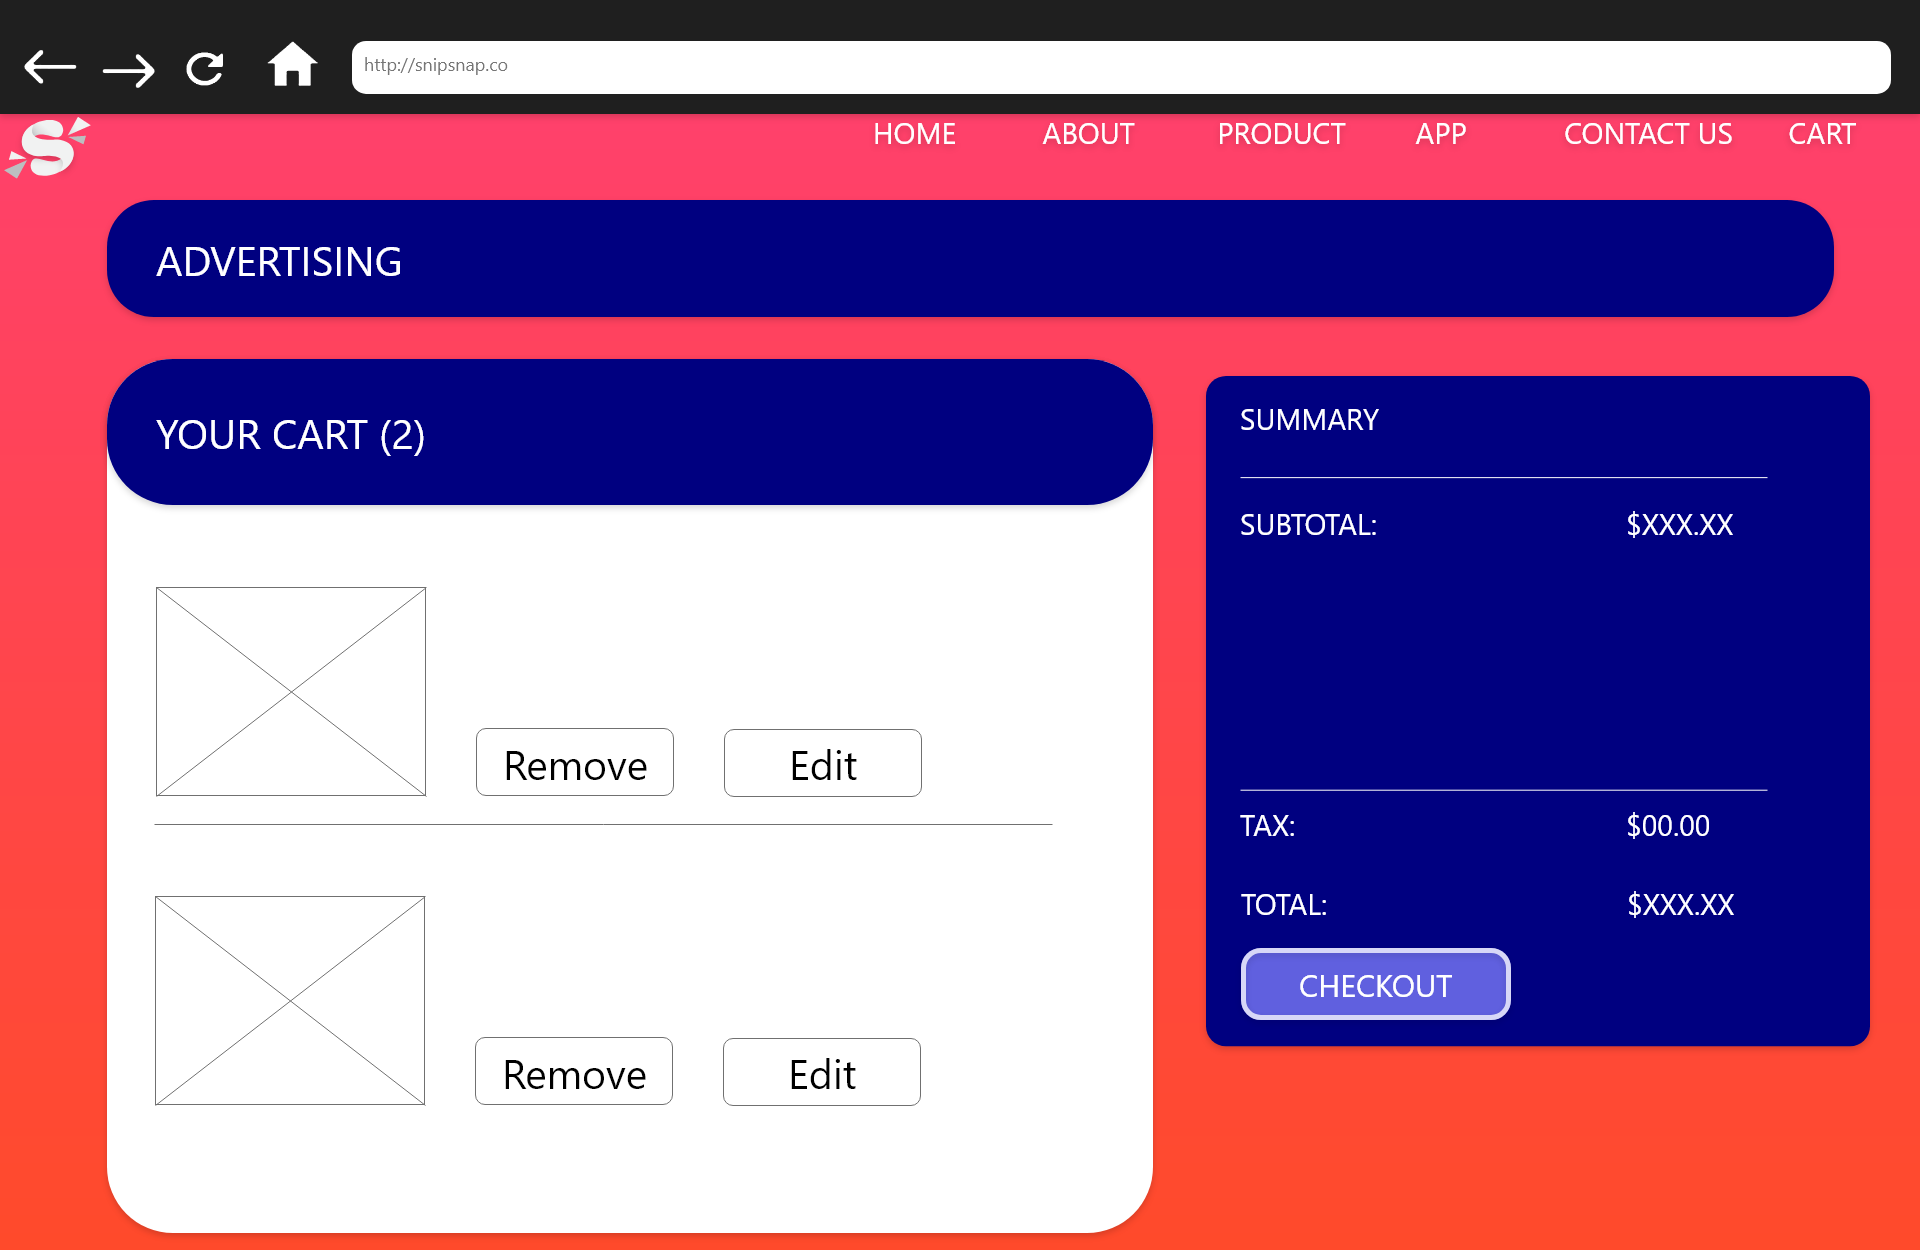 http://snipsnap.co
S
HOME ABOUT PRODUCT APP CONTACT US CART
ADVERTISING
YOUR CART (2)
Remove Edit
Remove Edit
SUMMARY
SUBTOTAL: $XXX.XX
TAX: $00.00
TOTAL: $XXX.XX
CHECKOUT